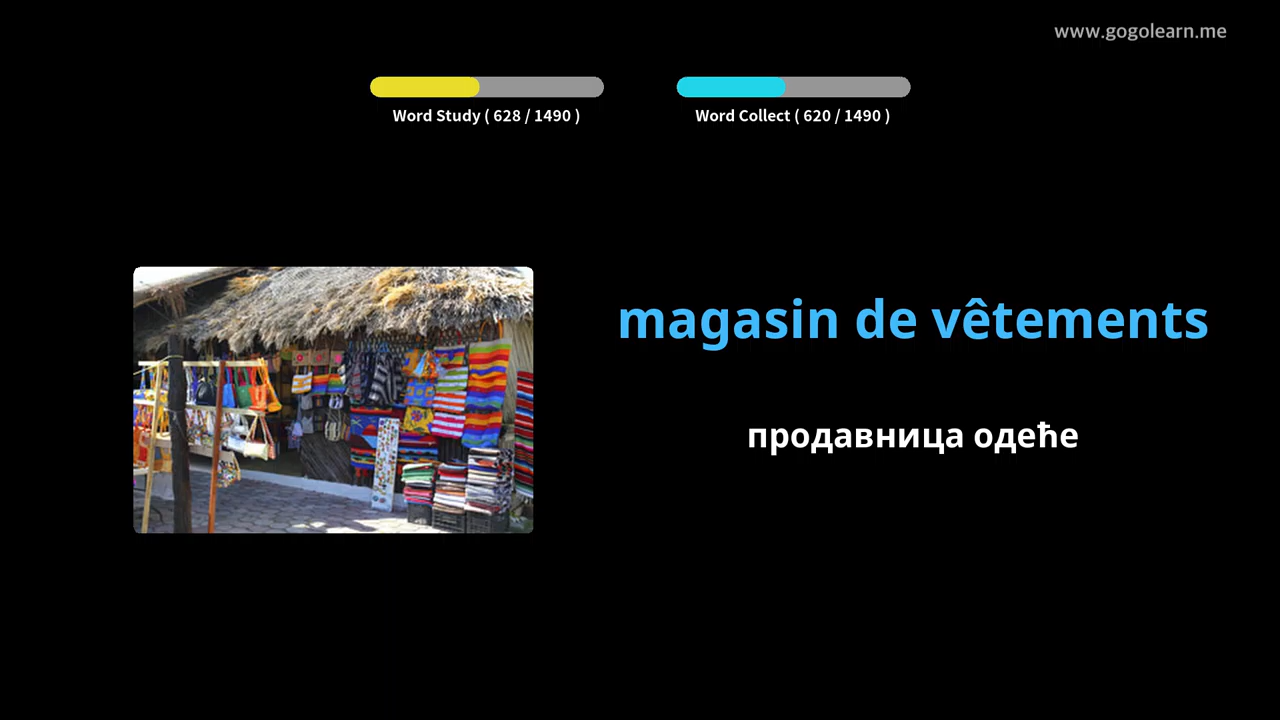 www.gogolearn.me
Word Study ( 628 / 1490 )
Word Collect ( 620 / 1490 )
magasin de vêtements
продавница одеће